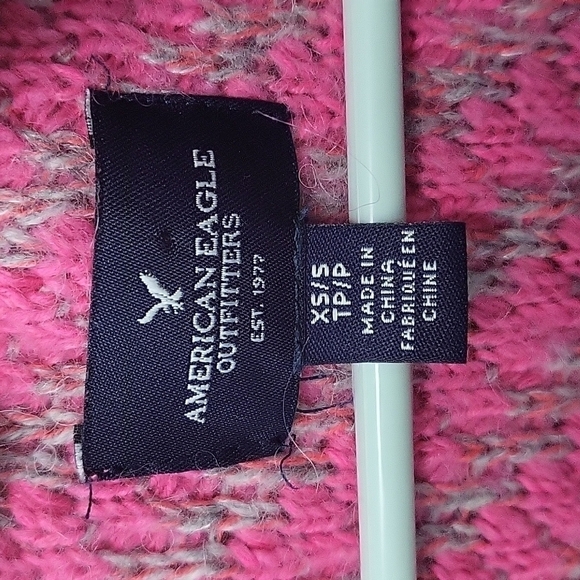 AMERICAN EAGLE
OUTFITTERS
EST. 1977
XS/S
TP/P
MADE IN
CHINA
FABRIQUÉ EN
CHINE